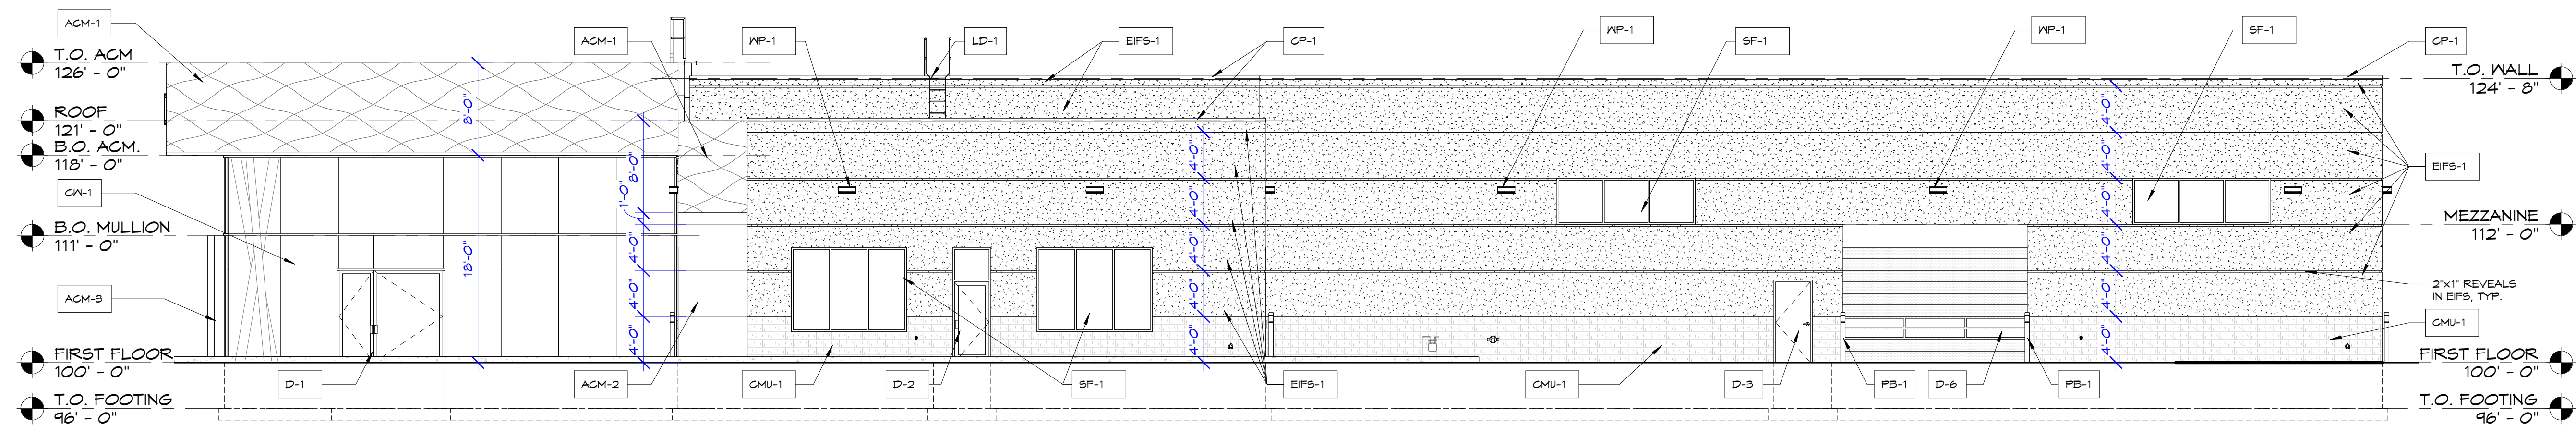 ACM-1
ACM-1
WP-1
LD-1
EIFS-1
CP-1
WP-1
SF-1
WP-1
SF-1
CP-1
T.O. ACM
126' - 0"
T.O. WALL
124' - 8"
ROOF
121' - 0"
B.O. ACM.
118' - 0"
8'-0"
8'-0"
1'-0"
4'-0"
4'-0"
4'-0"
4'-0"
EIFS-1
CW-1
B.O. MULLION
111' - 0"
MEZZANINE
112' - 0"
18'-0"
4'-0"
4'-0"
4'-0"
4'-0"
4'-0"
4'-0"
2"x1" REVEALS
IN EIFS, TYP.
ACM-3
CMU-1
4'-0"
4'-0"
4'-0"
FIRST FLOOR
100' - 0"
FIRST FLOOR
100' - 0"
D-1
ACM-2
CMU-1
D-2
SF-1
EIFS-1
CMU-1
D-3
PB-1
D-6
PB-1
T.O. FOOTING
96' - 0"
T.O. FOOTING
96' - 0"